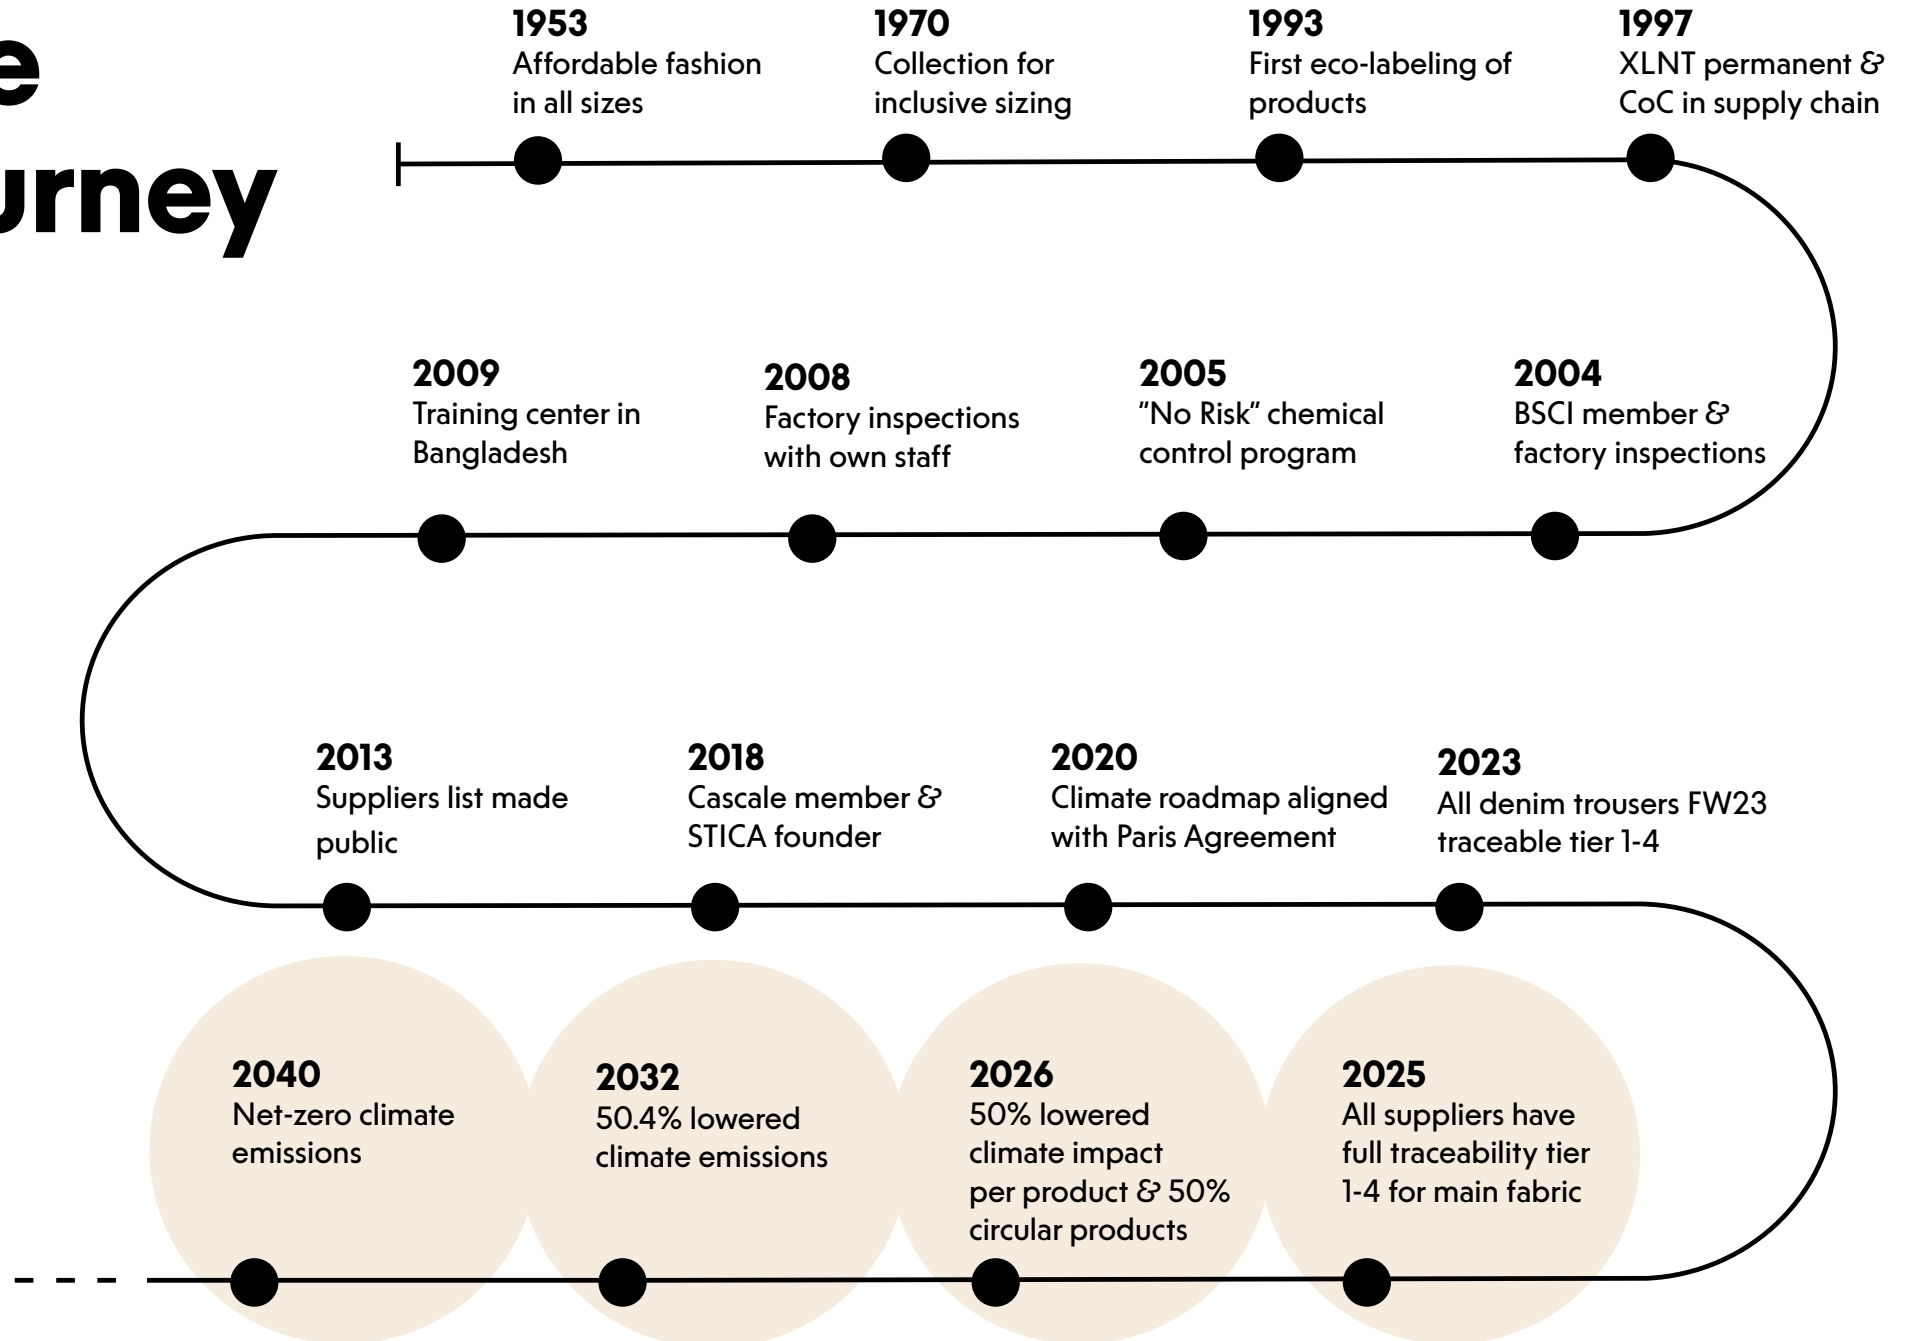 e
urney
1953
Affordable fashion
in all sizes
1970
Collection for
inclusive sizing
1993
First eco-labeling of
products
1997
XLNT permanent &
CoC in supply chain
2004
BSCI member &
factory inspections
2005
"No Risk" chemical
control program
2008
Factory inspections
with own staff
2009
Training center in
Bangladesh
2013
Suppliers list made
public
2018
Cascale member &
STICA founder
2020
Climate roadmap aligned
with Paris Agreement
2023
All denim trousers FW23
traceable tier 1-4
2025
All suppliers have
full traceability tier
1-4 for main fabric
2026
50% lowered
climate impact
per product & 50%
circular products
2032
50.4% lowered
climate emissions
2040
Net-zero climate
emissions